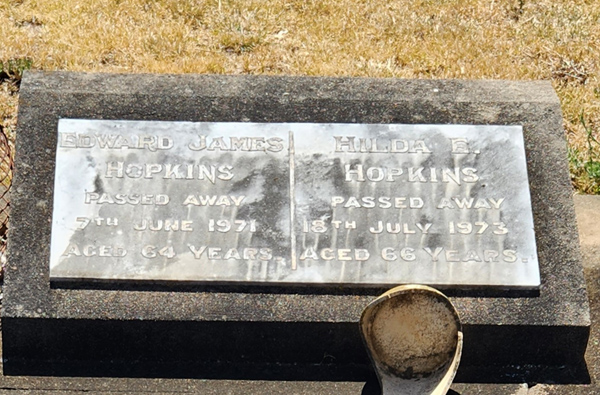 EDWARD JAMES
HOPKINS
PASSED AWAY
7TH JUNE 1971
AGED 64 YEARS.
HILDA E.
HOPKINS
PASSED AWAY
18TH JULY 1973
AGED 66 YEARS.